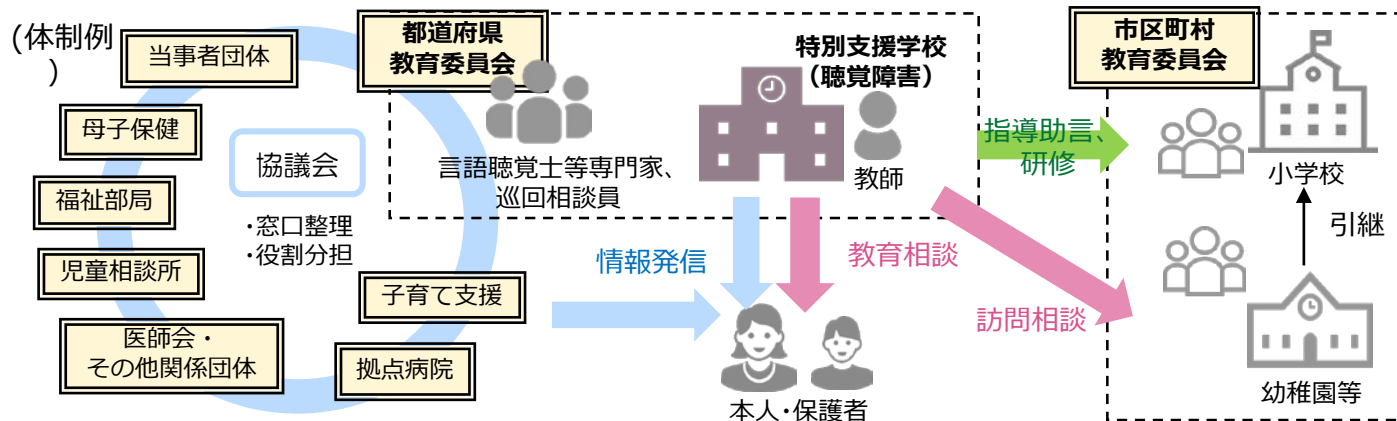 (体制例
)
当事者団体
母子保健
福祉部局
児童相談所
医師会・
その他関係団体
拠点病院
子育て支援
協議会
・窓口整理
・役割分担
都道府県
教育委員会
言語聴覚士等専門家、
巡回相談員
特別支援学校
（聴覚障害）
教師
情報発信
教育相談
本人・保護者
指導助言、
研修
訪問相談
市区町村
教育委員会
小学校
引継
幼稚園等